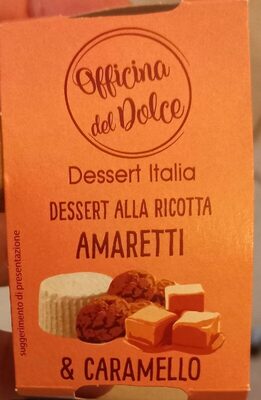 Officina
del Dolce
Dessert Italia
DESSERT ALLA RICOTTA
AMARETTI
& CARAMELLO
suggerimento di presentazione